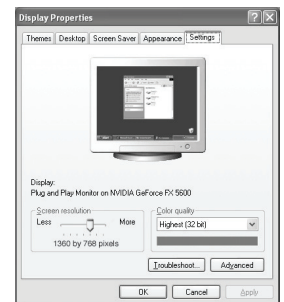 Display Properties
Themes Desktop Screen Saver Appearance Settings
Display:
Plug and Play Monitor on NVIDIA GeForce FX 5600
Screen resolution
Less More
1360 by 768 pixels
Color quality
Highest (32 bit)
Troubleshoot... Advanced
OK Cancel Apply